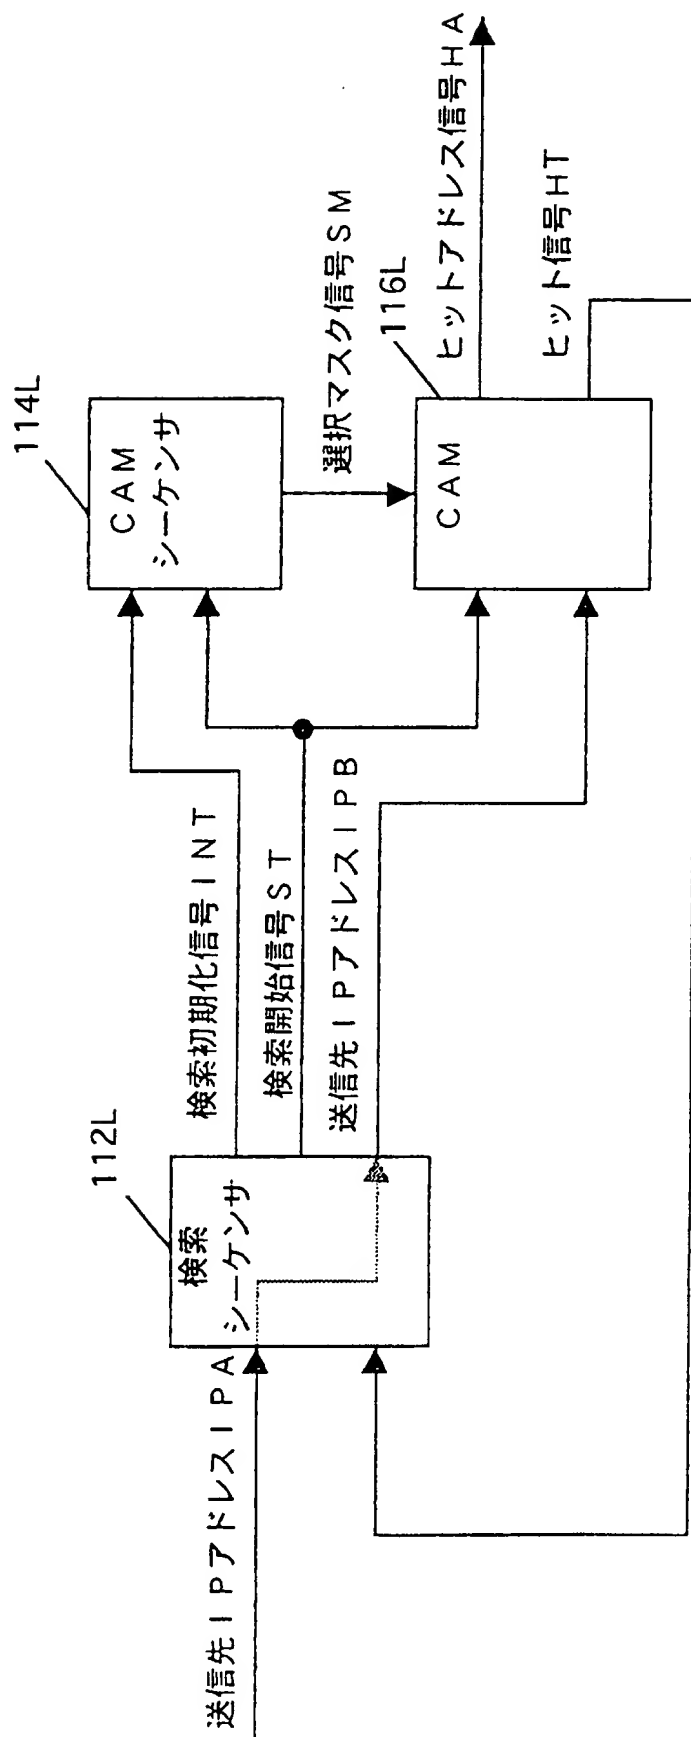 送信先ＩＰアドレスＩＰＡ
112L
検索
シーケンサ
検索初期化信号ＩＮＴ
検索開始信号ＳＴ
送信先ＩＰアドレスＩＰＢ
114L
ＣＡＭ
シーケンサ
選択マスク信号ＳＭ
116L
ＣＡＭ
ヒットアドレス信号ＨＡ
ヒット信号HT